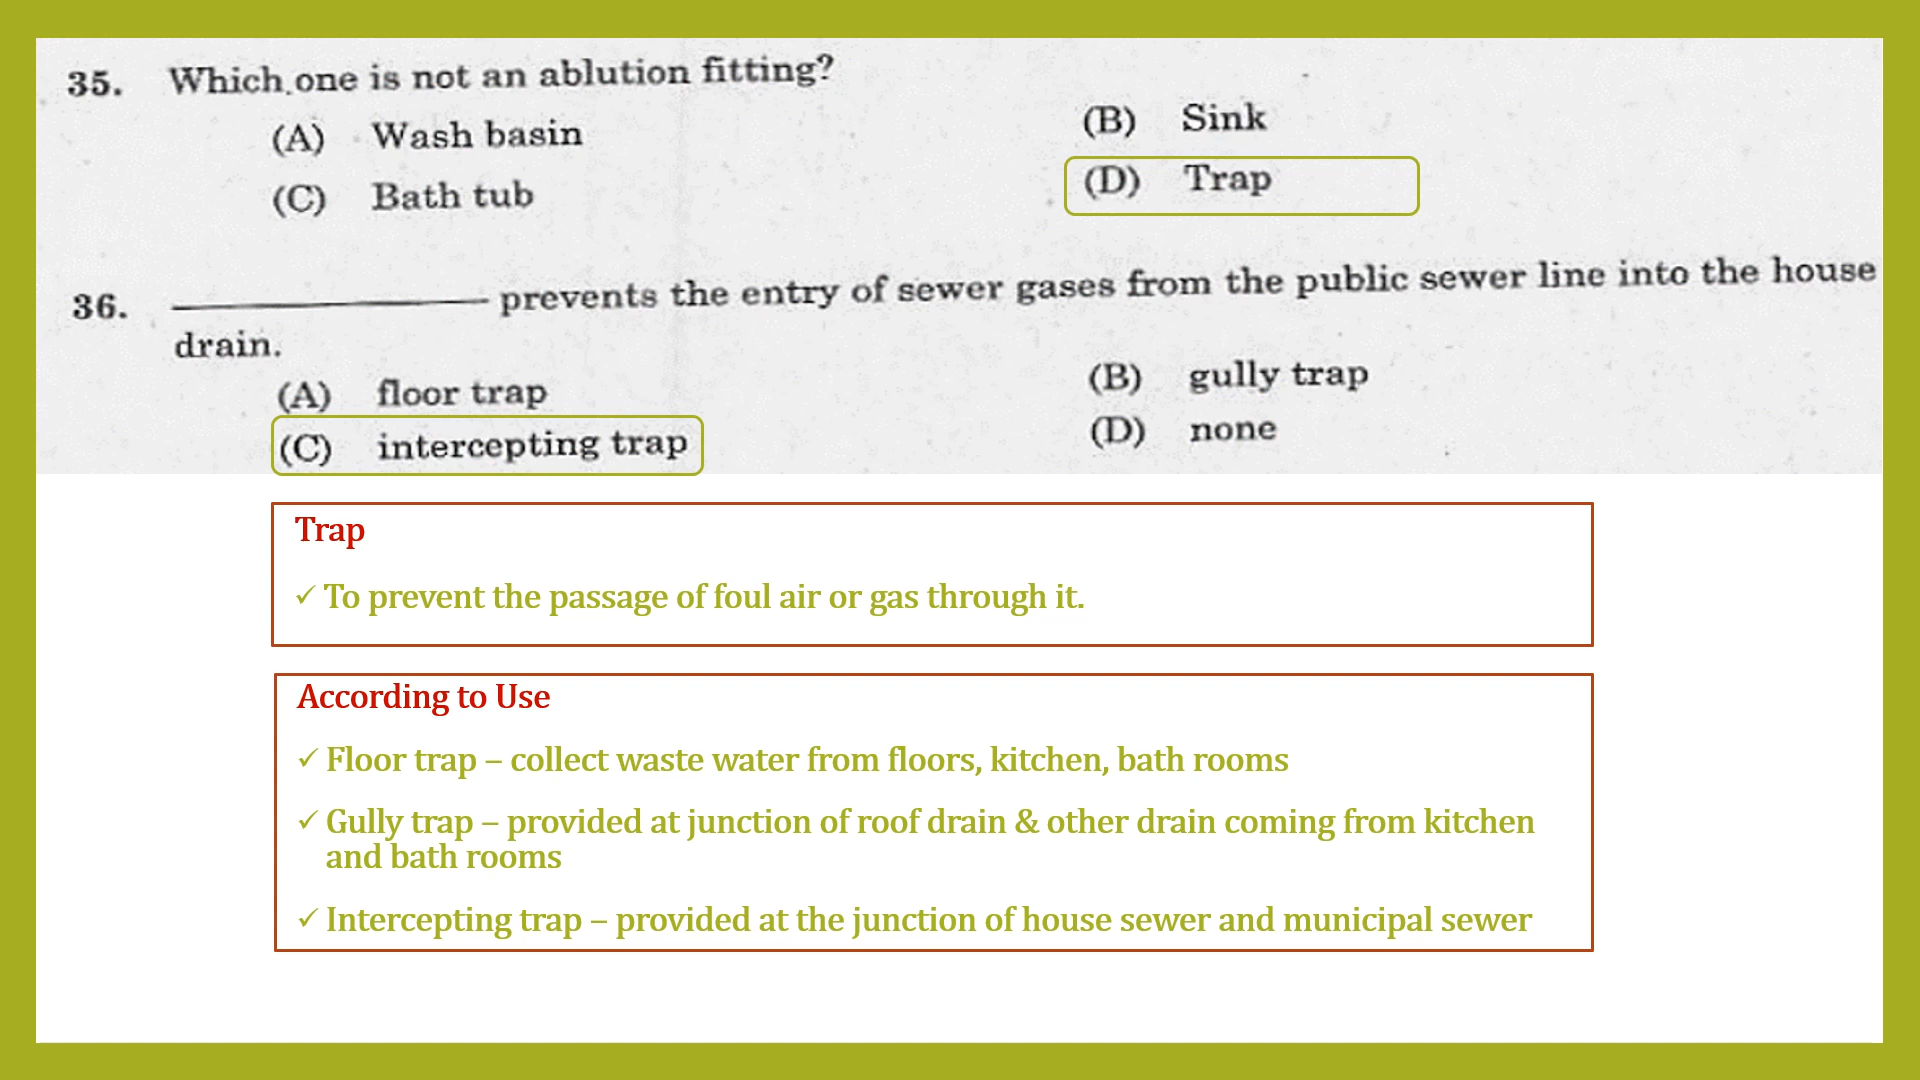 35. Which one is not an ablution fitting?
(A) Wash basin (B) Sink
(C) Bath tub (D) Trap
36. ____________ prevents the entry of sewer gases from the public sewer line into the house
drain.
(A) floor trap (B) gully trap
(C) intercepting trap (D) none
Trap
✓ To prevent the passage of foul air or gas through it.
According to Use
✓ Floor trap – collect waste water from floors, kitchen, bath rooms
✓ Gully trap – provided at junction of roof drain & other drain coming from kitchen
and bath rooms
✓ Intercepting trap – provided at the junction of house sewer and municipal sewer